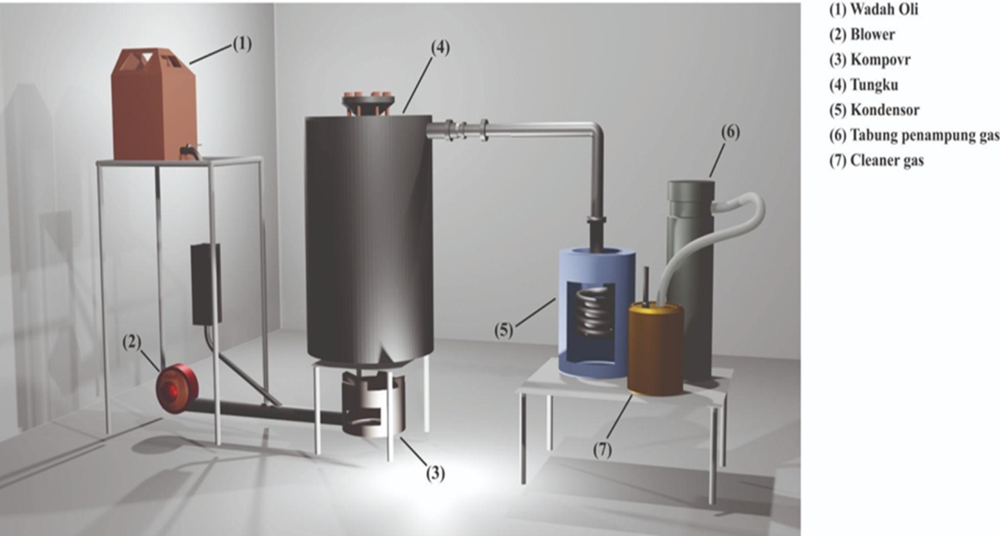 (1)
(4)
(6)
(2)
(5)
(7)
(3)
(1) Wadah Oli
(2) Blower
(3) Kompovr
(4) Tungku
(5) Kondensor
(6) Tabung penampung gas
(7) Cleaner gas